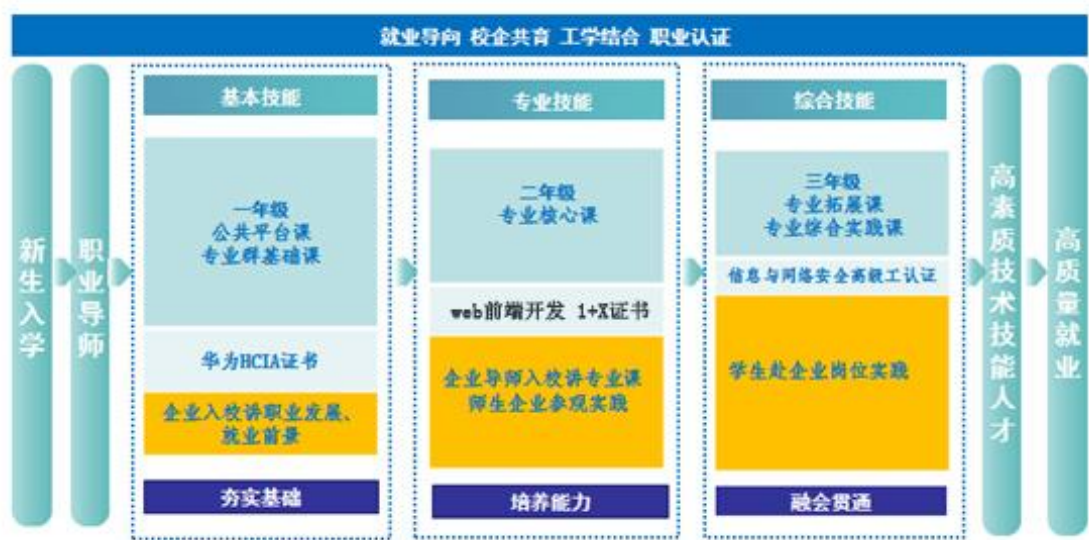 就业导向 校企共育 工学结合 职业认证
新生入学
职业导师
基本技能
一年级
公共平台课
专业群基础课
华为HCIA证书
企业入校讲职业发展、
就业前景
夯实基础
专业技能
二年级
专业核心课
web前端开发 1+X证书
企业导师入校讲专业课
师生企业参观实践
培养能力
综合技能
三年级
专业拓展课
专业综合实践课
信息与网络安全高级工认证
学生赴企业岗位实践
融会贯通
高素质技术技能人才
高质量就业